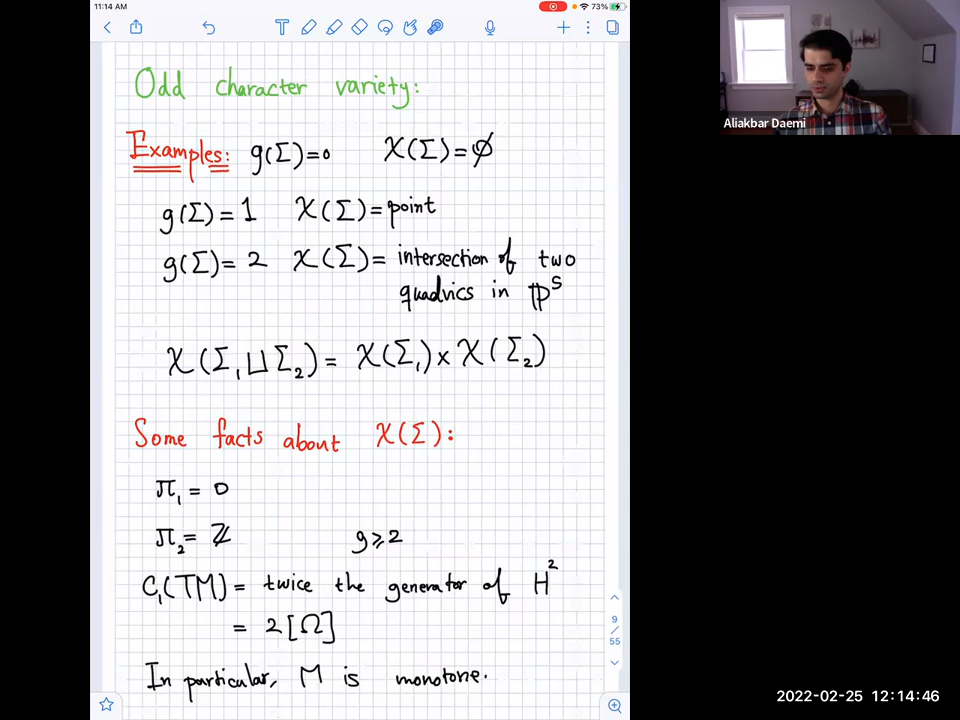 11:14 AM
73%
Odd character variety:
Examples: g(Σ)=0 χ(Σ)=∅
g(Σ)=1 χ(Σ)=point
g(Σ)=2 χ(Σ)= intersection of two
quadrics in ℙ⁵
χ(Σ₁⊔Σ₂)= χ(Σ₁)×χ(Σ₂)
Some facts about χ(Σ):
π₁ = 0
π₂ = ℤ g⩾2
C₁(TM)= twice the generator of H²
= 2[Ω]
In particular, M is monotone.
9
/
55
Aliakbar Daemi
2022-02-25 12:14:46